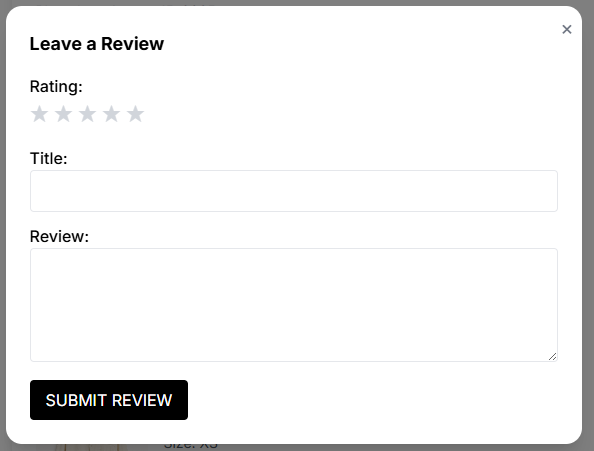 ×
Leave a Review
Rating:
Title:
Review:
SUBMIT REVIEW
Size: XS